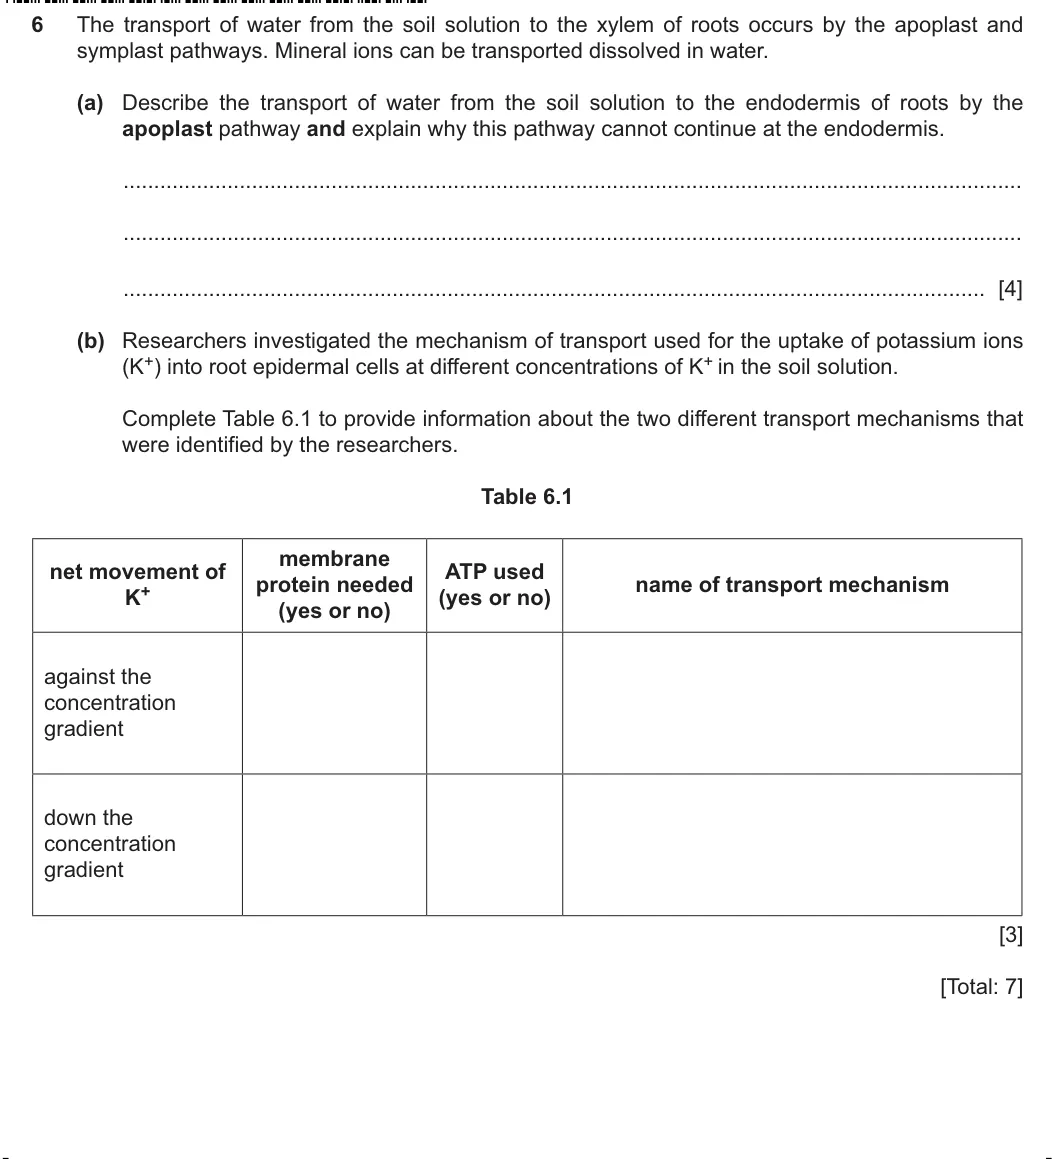 6 The transport of water from the soil solution to the xylem of roots occurs by the apoplast and
symplast pathways. Mineral ions can be transported dissolved in water.
(a) Describe the transport of water from the soil solution to the endodermis of roots by the
apoplast pathway and explain why this pathway cannot continue at the endodermis.
...................................................................................................................................................
...................................................................................................................................................
............................................................................................................................................. [4]
(b) Researchers investigated the mechanism of transport used for the uptake of potassium ions
(K⁺) into root epidermal cells at different concentrations of K⁺ in the soil solution.
Complete Table 6.1 to provide information about the two different transport mechanisms that
were identified by the researchers.
Table 6.1
net movement of
K⁺
membrane
protein needed
(yes or no)
ATP used
(yes or no)
name of transport mechanism
against the
concentration
gradient
down the
concentration
gradient
[3]
[Total: 7]